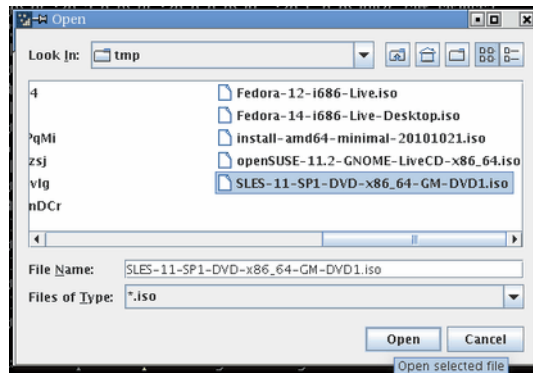 Open
Look In:
tmp
4
Fedora-12-i686-Live.iso
Fedora-14-i686-Live-Desktop.iso
PqMi
install-amd64-minimal-20101021.iso
zsj
openSUSE-11.2-GNOME-LiveCD-x86_64.iso
vlg
SLES-11-SP1-DVD-x86_64-GM-DVD1.iso
nDCr
File Name:
SLES-11-SP1-DVD-x86_64-GM-DVD1.iso
Files of Type:
*.iso
Open
Cancel
Open selected file